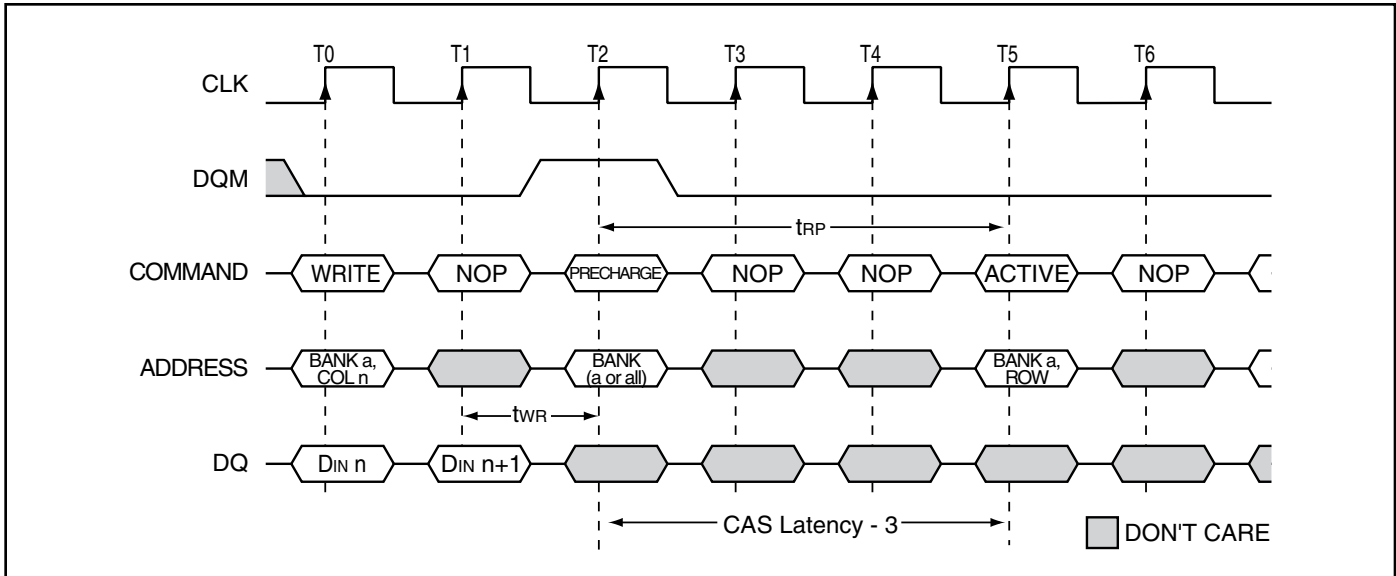 T0 T1 T2 T3 T4 T5 T6
CLK
DQM
tRP
COMMAND WRITE NOP PRECHARGE NOP NOP ACTIVE NOP
ADDRESS BANK a, COL n BANK (a or all) BANK a, ROW
tWR
DQ DIN n DIN n+1
CAS Latency - 3
DON'T CARE